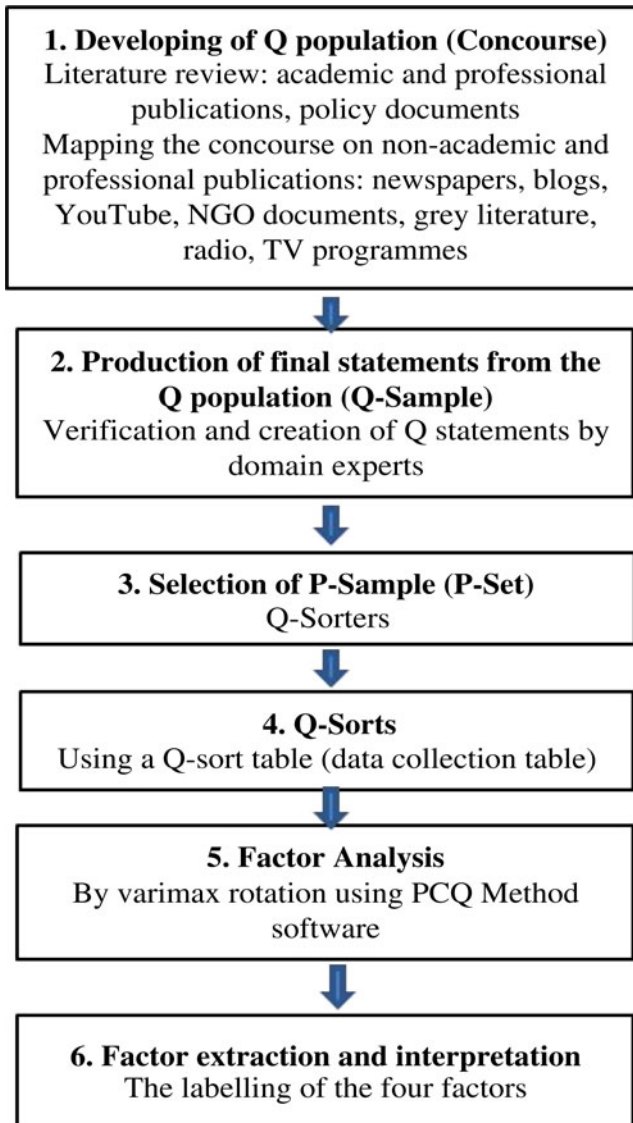 1. Developing of Q population (Concourse)
Literature review: academic and professional
publications, policy documents
Mapping the concourse on non-academic and
professional publications: newspapers, blogs,
YouTube, NGO documents, grey literature,
radio, TV programmes
2. Production of final statements from the
Q population (Q-Sample)
Verification and creation of Q statements by
domain experts
3. Selection of P-Sample (P-Set)
Q-Sorters
4. Q-Sorts
Using a Q-sort table (data collection table)
5. Factor Analysis
By varimax rotation using PCQ Method
software
6. Factor extraction and interpretation
The labelling of the four factors